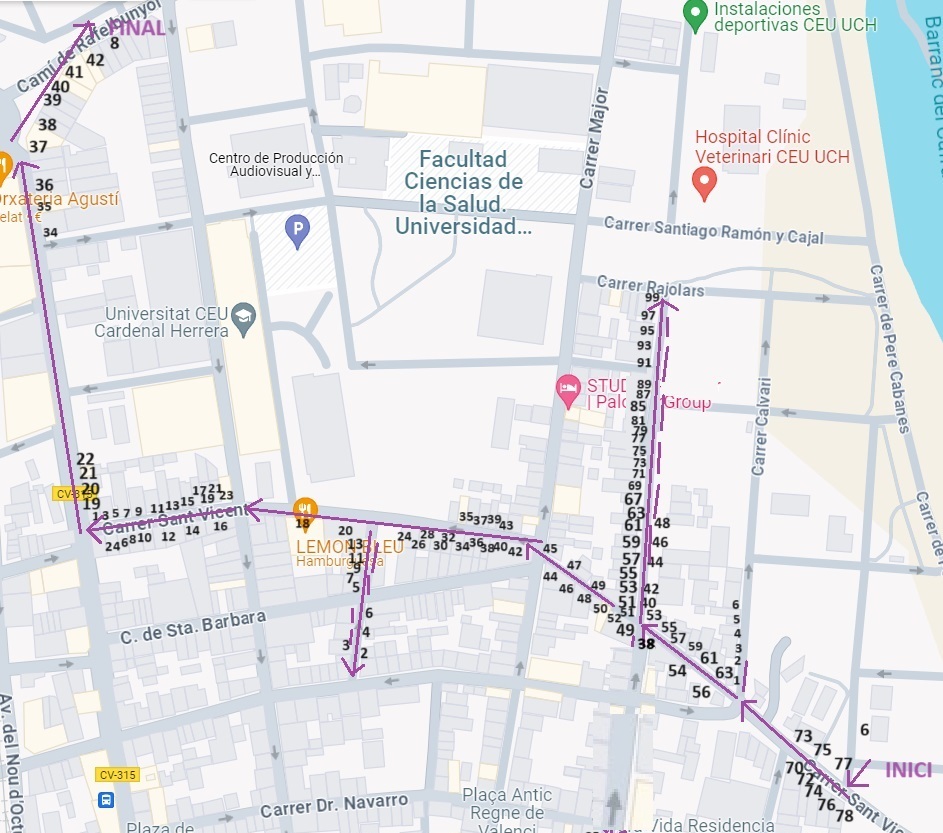 Instalaciones
deportivas CEU UCH
FINAL
Camí de Rafelbunyol
8
42
41
40
39
38
37
Barranc del
Carrer Major
Hospital Clínic
Veterinari CEU UCH
Centro de Producción
Audiovisual y...
Facultad
Ciencias de
la Salud.
Universidad...
36
Orxateria Agustí
35
elat
€
34
P
Carrer Santiago Ramón y Cajal
Carrer de Pere Cabanes
Carrer Rajolars
99
97
95
93
91
89
87
85
81
79
77
75
73
71
69
67
63
61
59
57
55
53
51
49
48
46
44
42
40
38
Universitat CEU
Cardenal Herrera
STUD
| Palo
Group
Carrer Calvari
22
21
20
CV-315
19
1 3 5 7 9 11 13 15 17 19 21 23
Carrer Sant Vicent
2 4 6 8 10 12 14 16
18
LEMON BLEU
Hamburguesa
20
24 26 28 30 32 34 36 38 40 42
35 37 39 43
13
11
9
7
5
6
4
3
2
45
47
49
51
53
55
57
59
61
63
44
46
48
50
52
54
56
6
5
4
3
2
1
Carrer de
C. de Sta. Barbara
Av. del Nou d'Octu
CV-315
73
75
77
6
INICI
70
72
74
76
78
Carrer Sant Vic
Carrer Dr. Navarro
Plaça Antic
Regne de
Valenci
Vida Residencia
Plaza de